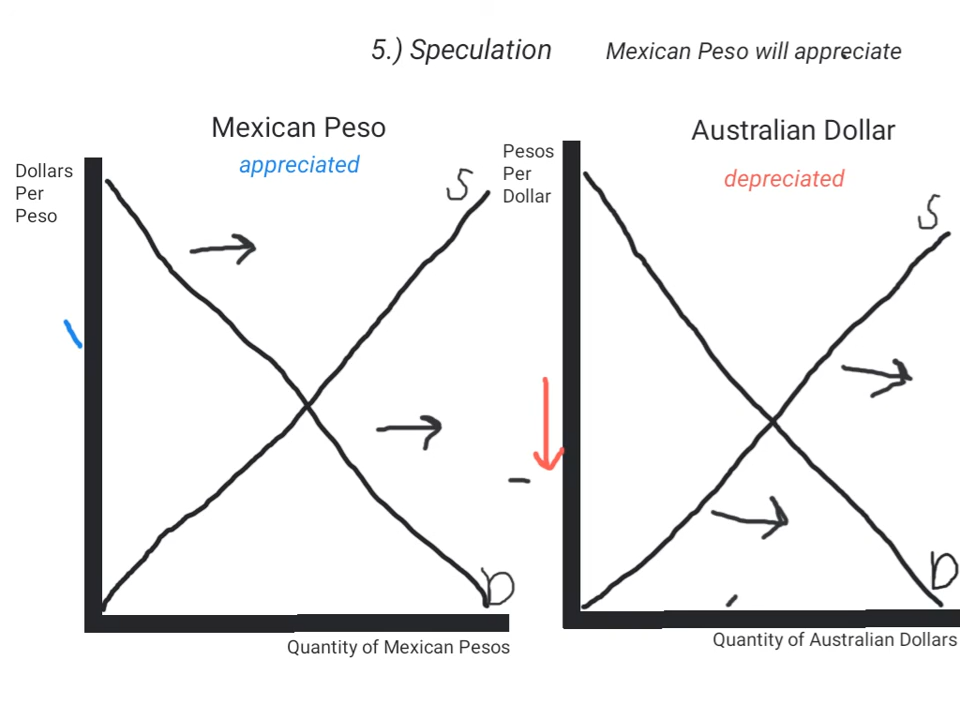 5.) Speculation Mexican Peso will appreciate
Mexican Peso
appreciated
Dollars
Per
Peso
S
D
Quantity of Mexican Pesos
Australian Dollar
depreciated
Pesos
Per
Dollar
S
D
Quantity of Australian Dollars